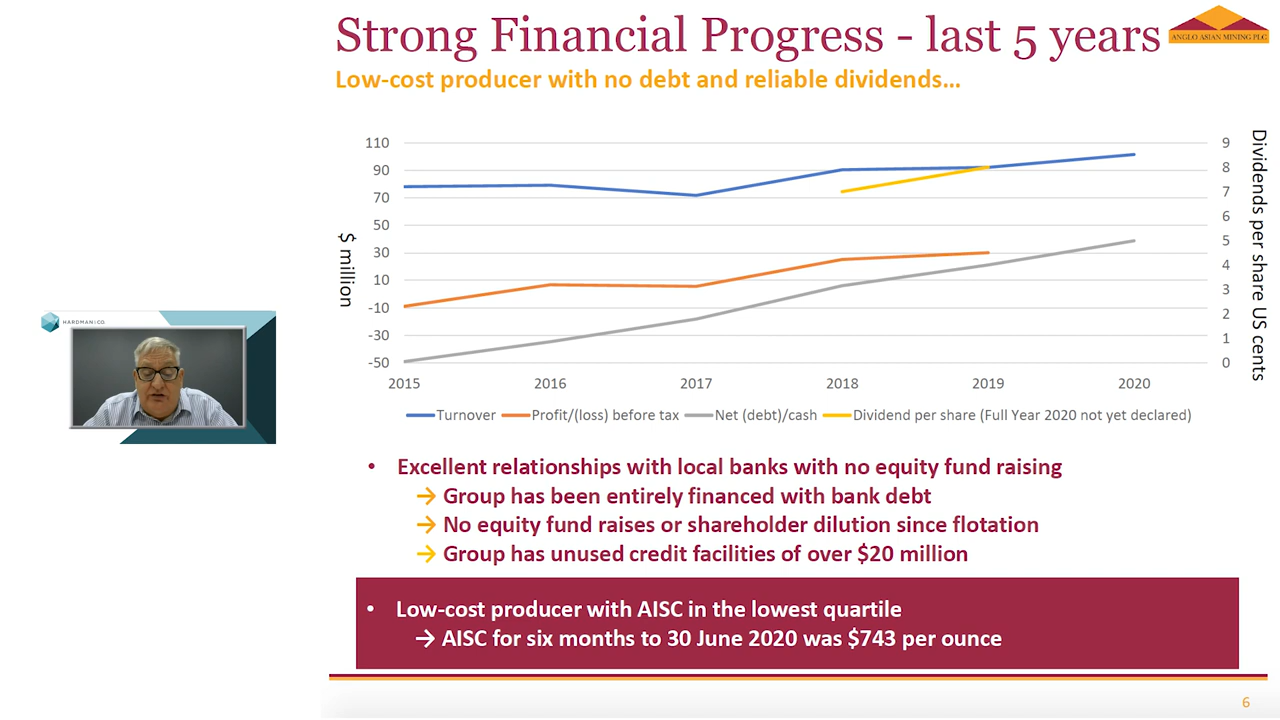 Strong Financial Progress - last 5 years
ANGLO ASIAN MINING PLC
Low-cost producer with no debt and reliable dividends…
110
90
70
50
30
10
-10
-30
-50
$ million
9
8
7
6
5
4
3
2
1
0
Dividends per share US cents
2015 2016 2017 2018 2019 2020
Turnover Profit/(loss) before tax Net (debt)/cash Dividend per share (Full Year 2020 not yet declared)
HARDMAN & CO.
• Excellent relationships with local banks with no equity fund raising
→ Group has been entirely financed with bank debt
→ No equity fund raises or shareholder dilution since flotation
→ Group has unused credit facilities of over $20 million
• Low-cost producer with AISC in the lowest quartile
→ AISC for six months to 30 June 2020 was $743 per ounce
6